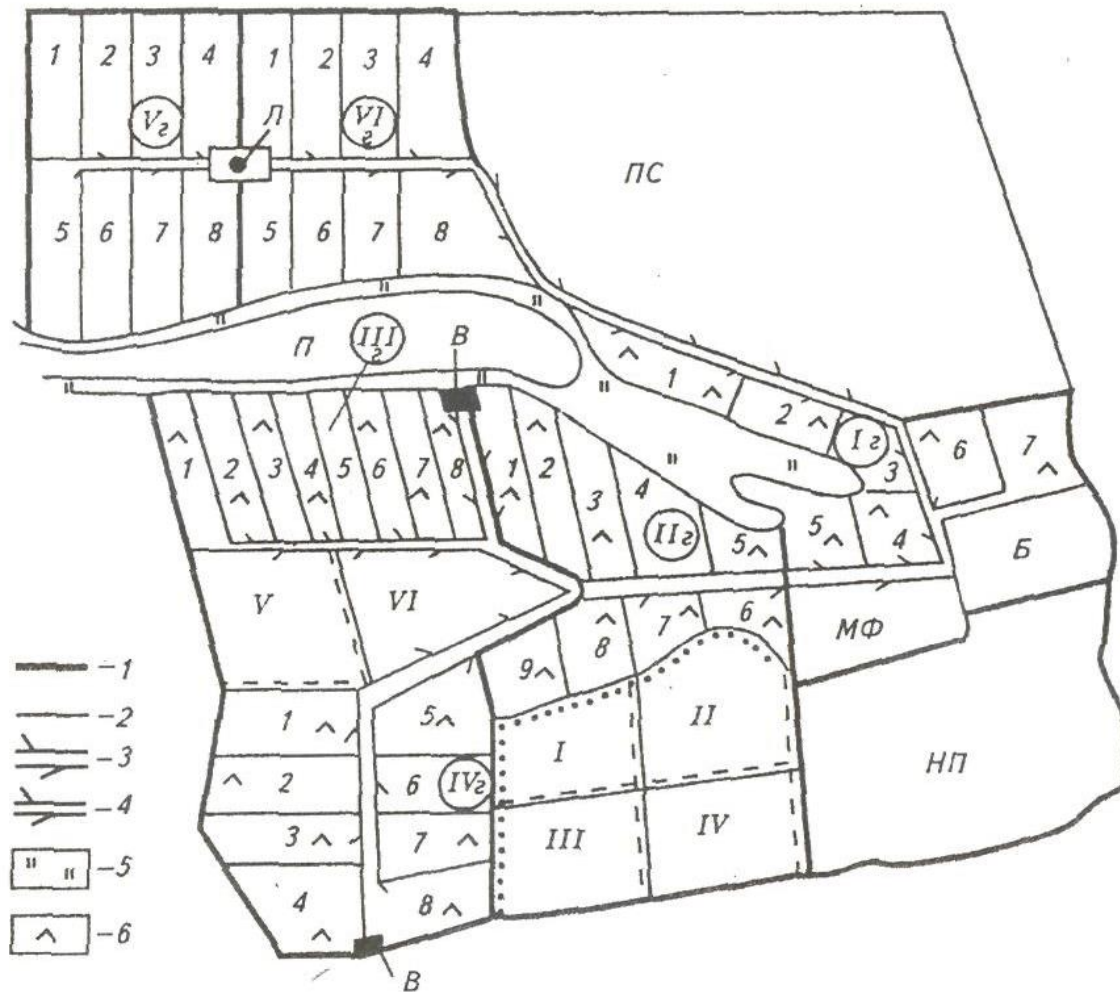 1 2 3 4 1 2 3 4
Vг VIг
Л
ПС
5 6 7 8 5 6 7 8
П IIIг В
1 2 Iг 3 6 7
1 2 3 4 5 6 7 8 1 2 3 4
IIг 5 5 4 Б
V VI
9 8 7 6 МФ
1 5
I II
2 6 IVг
НП
3 7
III IV
4 8
В
-1
-2
-3
-4
-5
-6